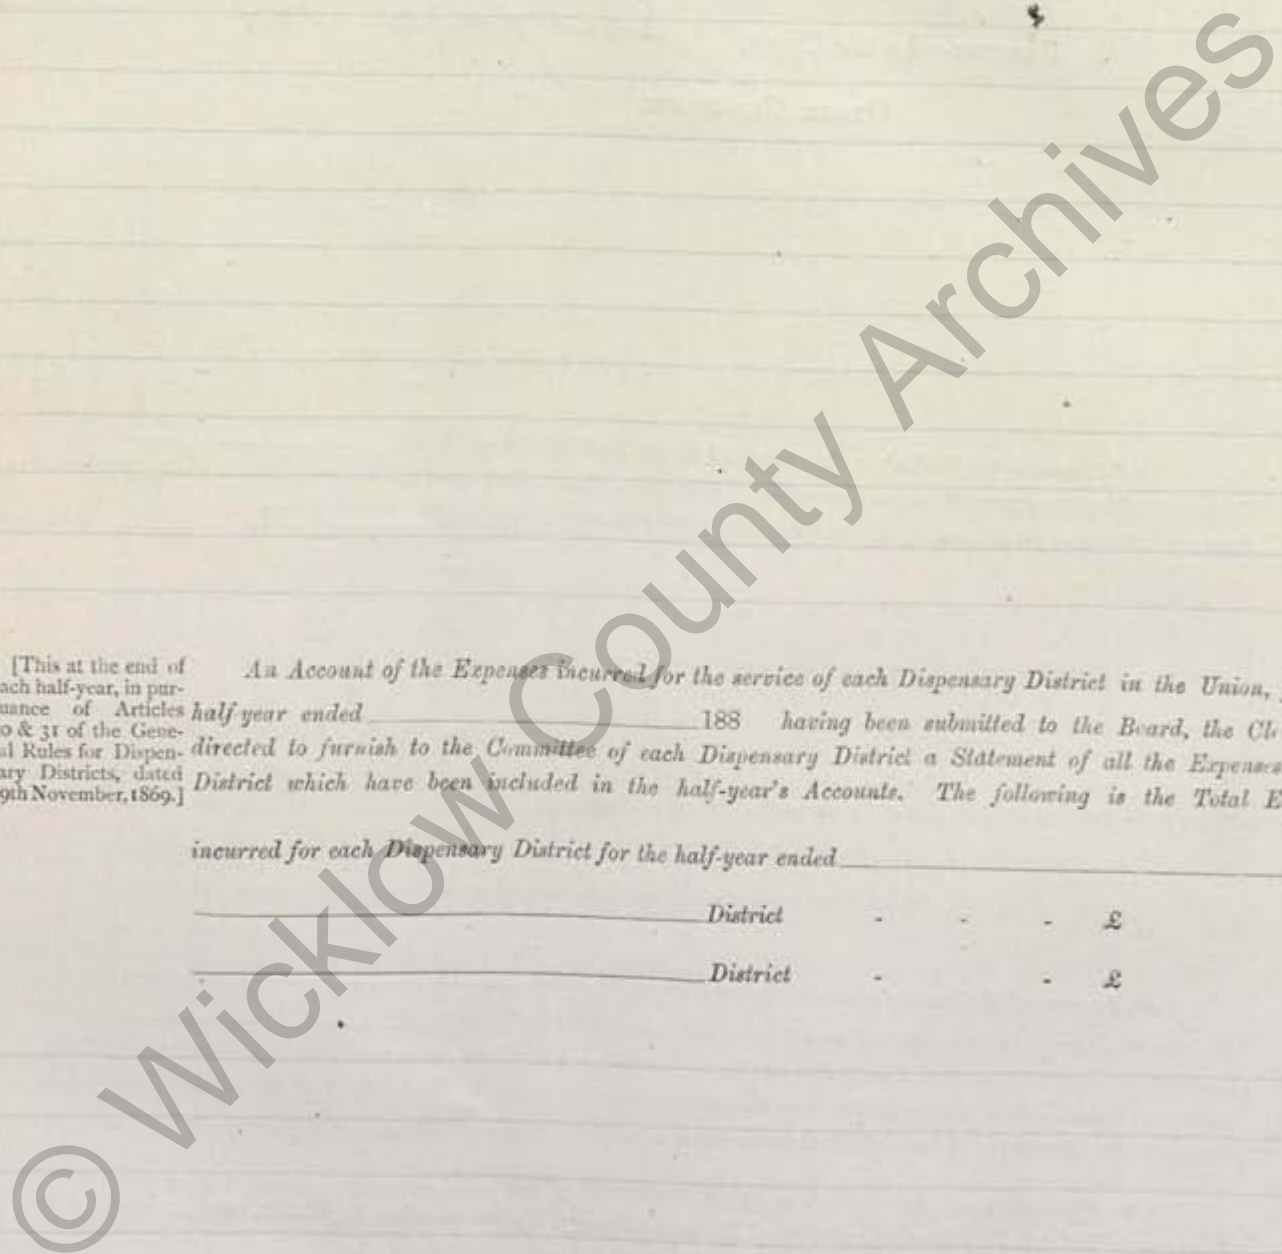 [This at the end of
ach half-year, in pur-
uance of Articles
0 & 31 of the Gene-
al Rules for Dispen-
ary Districts, dated
9th November, 1869.]
An Account of the Expenses incurred for the service of each Dispensary District in the Union,
half year ended 188 having been submitted to the Board, the Cle
directed to furnish to the Committee of each Dispensary District a Statement of all the Expenses
District which have been included in the half-year's Accounts. The following is the Total E
incurred for each Dispensary District for the half-year ended
District - - - £
District - - £
© Wicklow County Archives